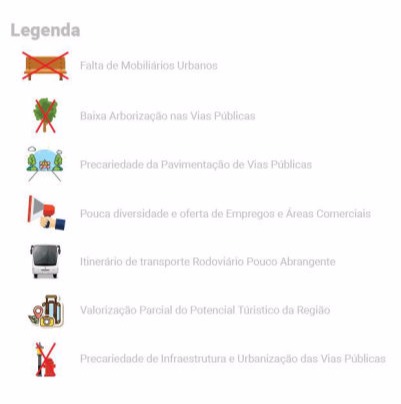 Legenda
Falta de Mobiliários Urbanos
Baixa Arborização nas Vias Públicas
Precariedade da Pavimentação de Vias Públicas
Pouca diversidade e oferta de Empregos e Áreas Comerciais
Itinerário de transporte Rodoviário Pouco Abrangente
Valorização Parcial do Potencial Túristico da Região
Precariedade de Infraestrutura e Urbanização das Vias Públicas